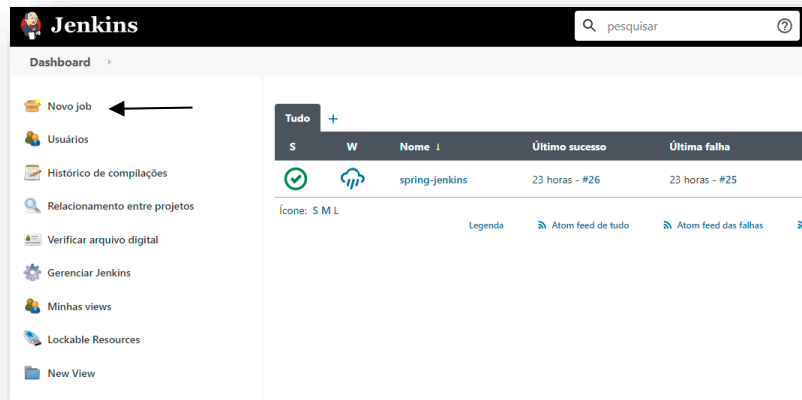 Jenkins
pesquisar
Dashboard
Novo job
Usuários
Histórico de compilações
Relacionamento entre projetos
Verificar arquivo digital
Gerenciar Jenkins
Minhas views
Lockable Resources
New View
Tudo +
S W Nome ↓ Último sucesso Última falha
spring-jenkins 23 horas - #26 23 horas - #25
Ícone: S M L
Legenda Atom feed de tudo Atom feed das falhas